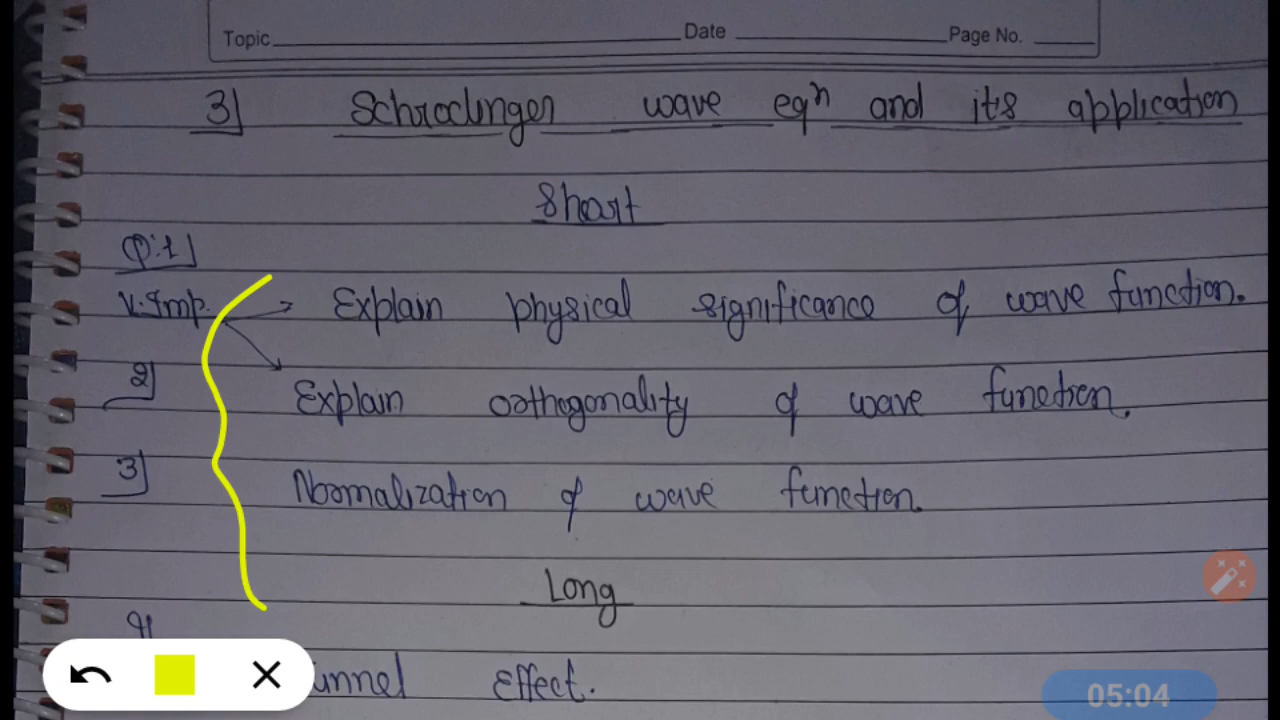 Topic Date Page No.
3] Schrodinger wave eqn and its application
Short
Q:1]
V.Imp. → Explain physical significance of wave function.
2] Explain orthogonality of wave function.
3] Normalization of wave function.
Long
unnel Effect.
05:04